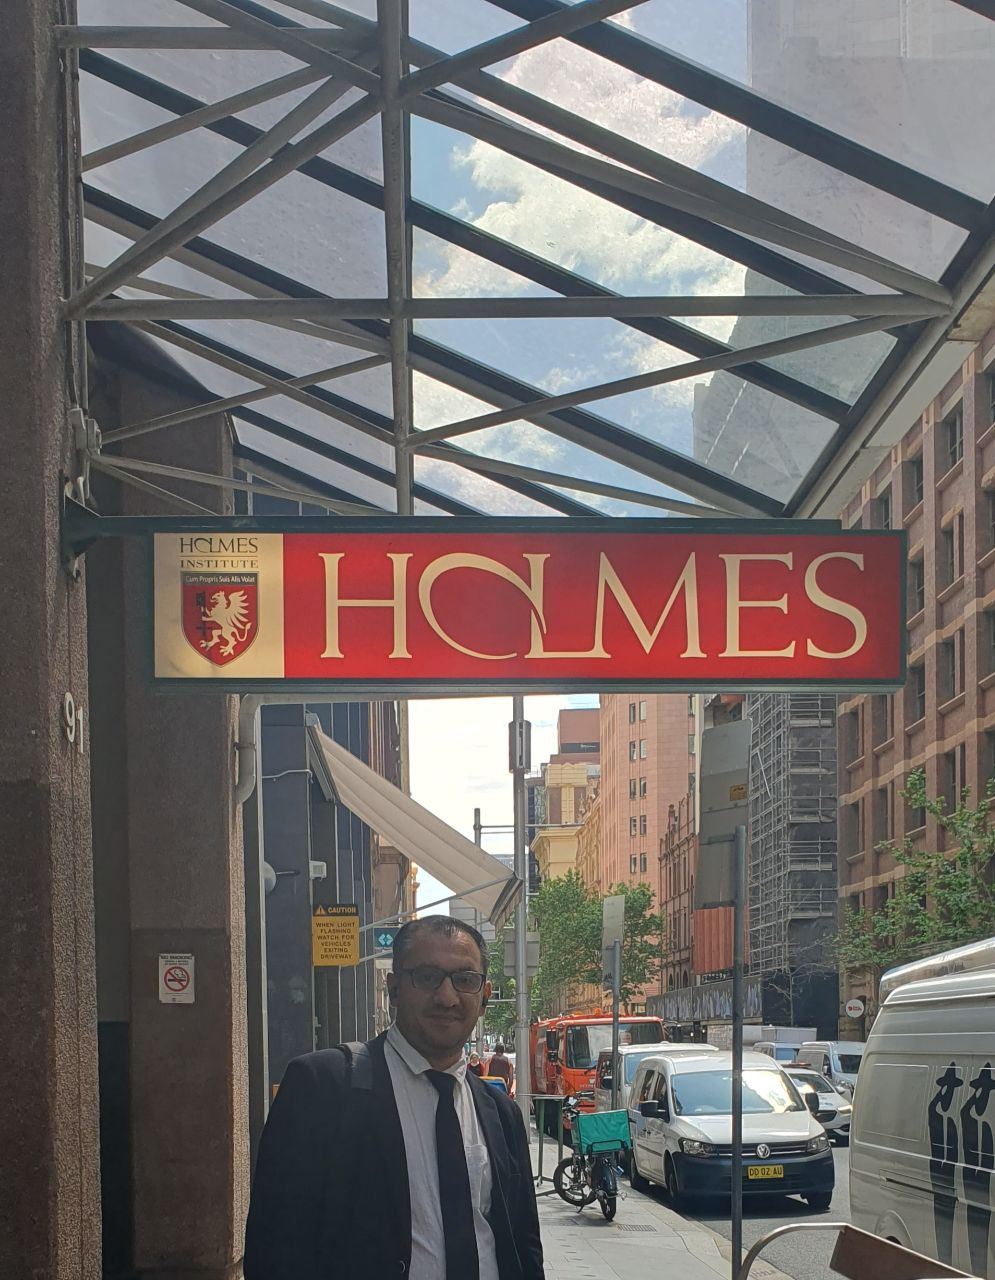 HOLMES
INSTITUTE
Cum Propriis Suis Alis Volat
HOLMES
91
CAUTION
WHEN LIGHT
FLASHING
WATCH FOR
VEHICLES
EXITING
DRIVEWAY
NO SMOKING
DD 0Z AU